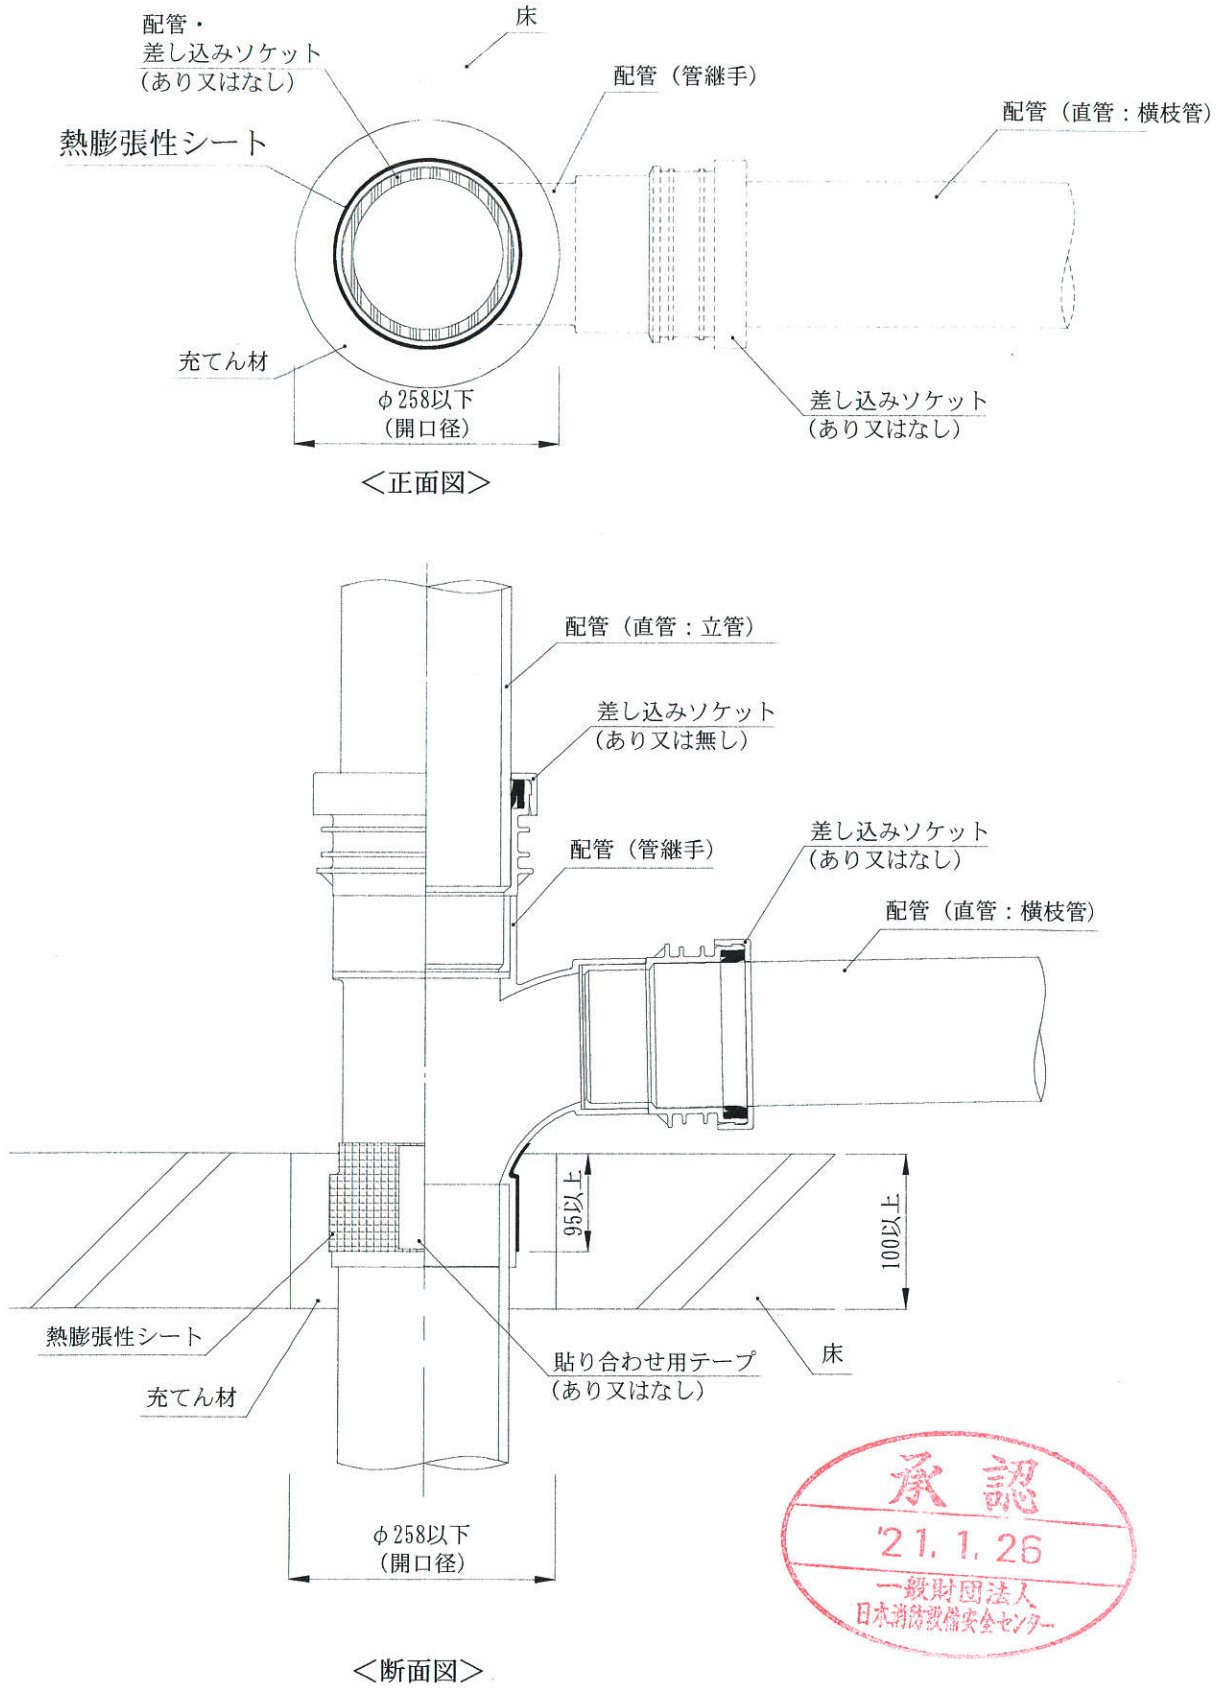 配管・
差し込みソケット
(あり又はなし)
床
配管（管継手）
配管（直管：横枝管）
熱膨張性シート
充てん材
φ258以下
(開口径)
差し込みソケット
(あり又はなし)
＜正面図＞
配管（直管：立管）
差し込みソケット
(あり又は無し)
配管（管継手）
差し込みソケット
(あり又はなし)
配管（直管：横枝管）
95以上
100以上
熱膨張性シート
充てん材
貼り合わせ用テープ
(あり又はなし)
床
φ258以下
(開口径)
＜断面図＞
承認
'21.1.26
一般財団法人
日本消防設備安全センター